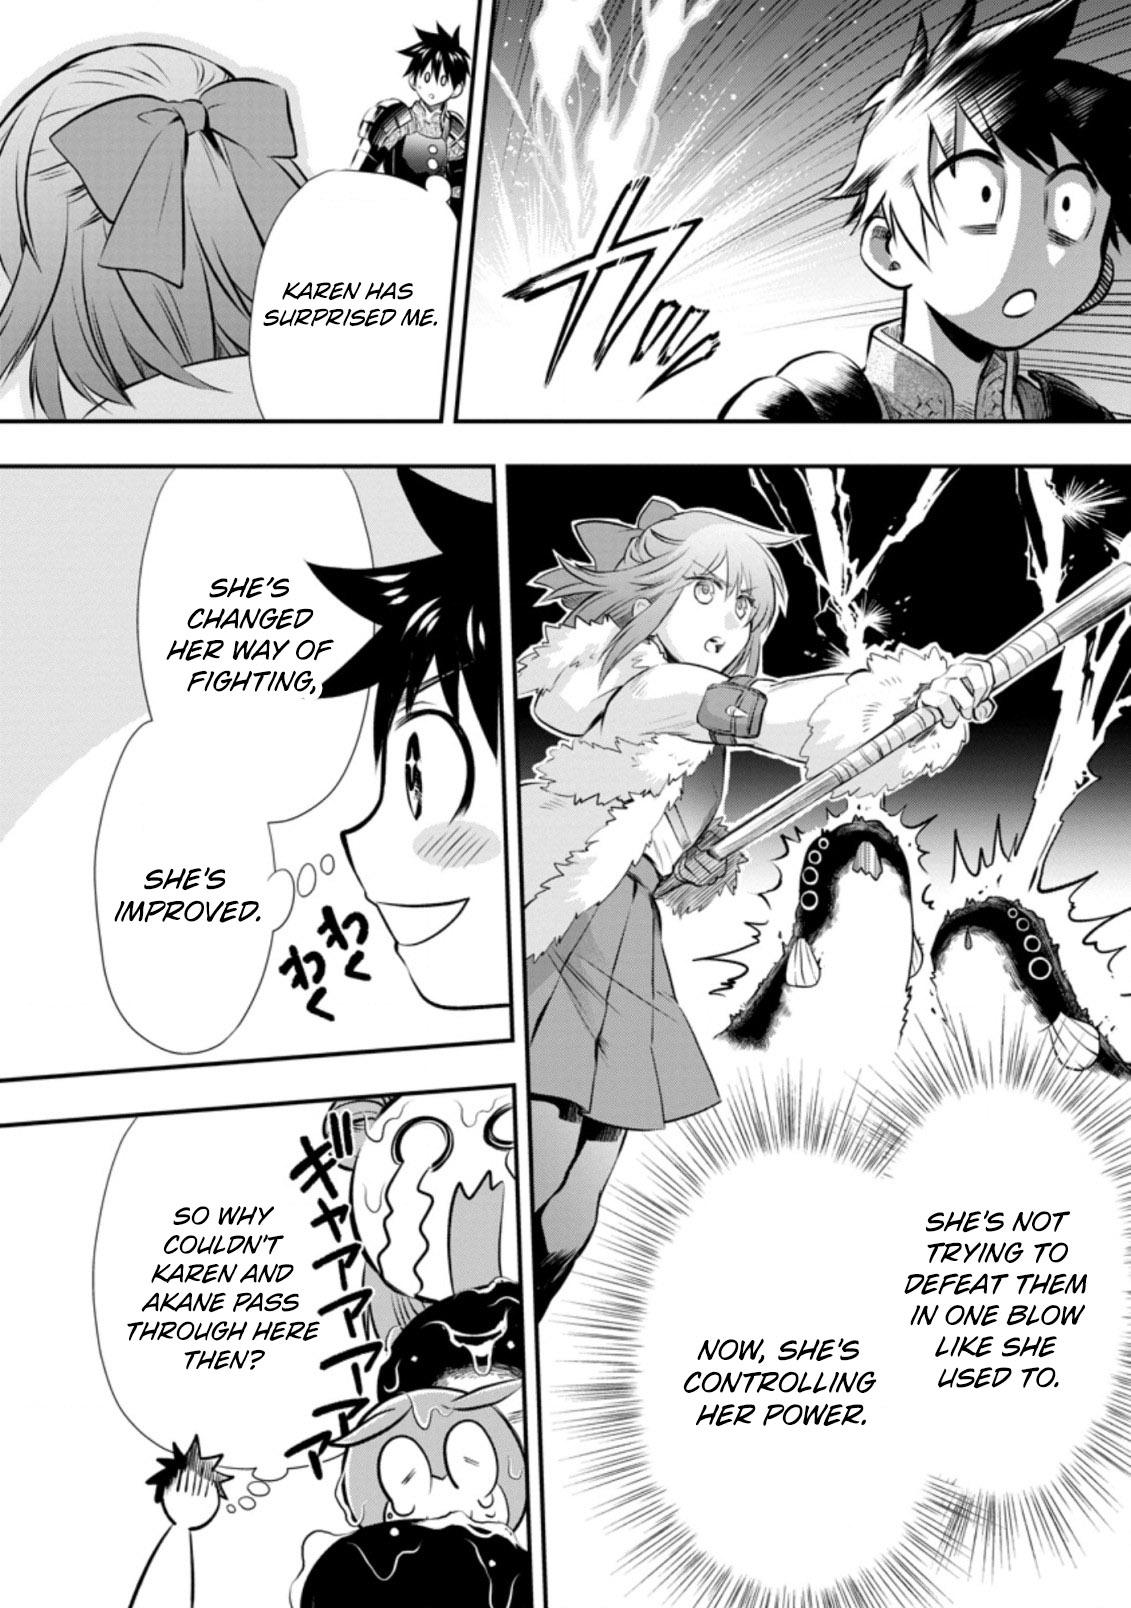 カ
KAREN HAS
SURPRISED ME.
SHE'S NOT
TRYING TO
DEFEAT THEM
IN ONE BLOW
LIKE SHE
USED TO.
NOW, SHE'S
CONTROLLING
HER POWER.
SHE'S
CHANGED
HER WAY OF
FIGHTING,
SHE'S
IMPROVED.
わく
わく
ギャアアアアアア
SO WHY
COULDN'T
KAREN AND
AKANE PASS
THROUGH HERE
THEN?